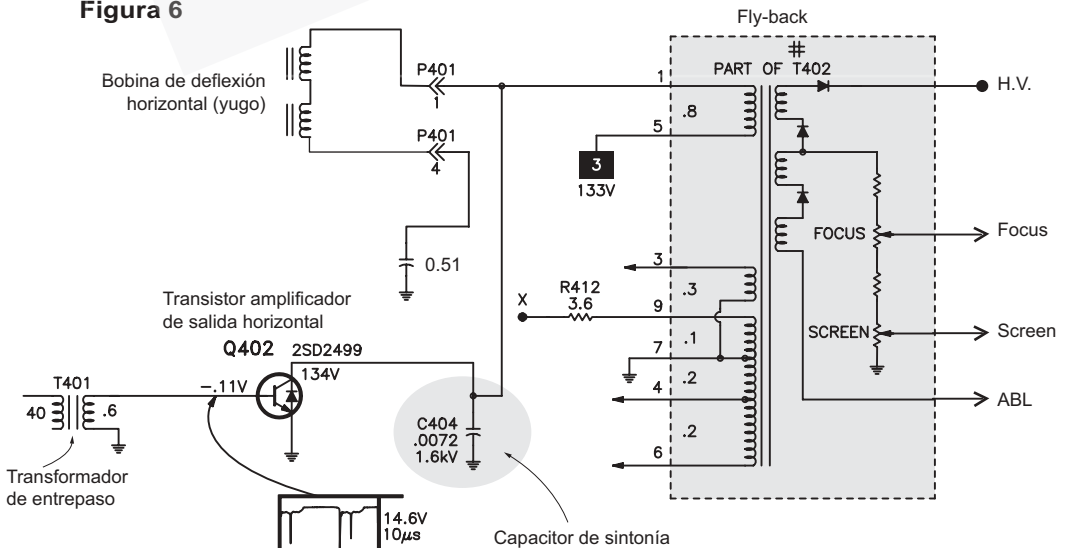 Figura 6
Fly-back
Bobina de deflexión
horizontal (yugo)
P401
1
P401
4
0.51
#
PART OF T402
1
.8
5
3
133V
H.V.
FOCUS
Focus
3
.3
X
R412
3.6
9
.1
7
.2
4
.2
6
SCREEN
Screen
ABL
Transistor amplificador
de salida horizontal
Q402 2SD2499
134V
-.11V
T401
40
.6
C404
.0072
1.6kV
Transformador
de entrepaso
14.6V
10µs
Capacitor de sintonía